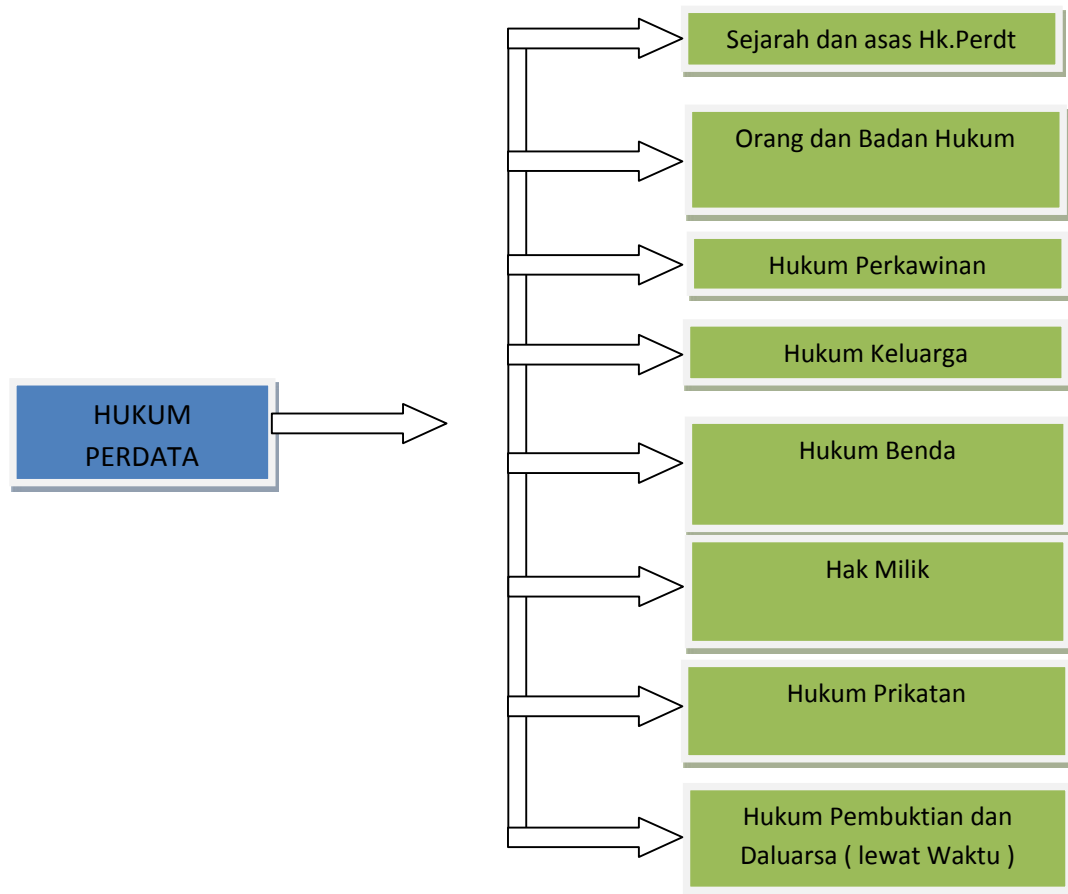 HUKUM
PERDATA
Sejarah dan asas Hk.Perdt
Orang dan Badan Hukum
Hukum Perkawinan
Hukum Keluarga
Hukum Benda
Hak Milik
Hukum Prikatan
Hukum Pembuktian dan
Daluarsa ( lewat Waktu )